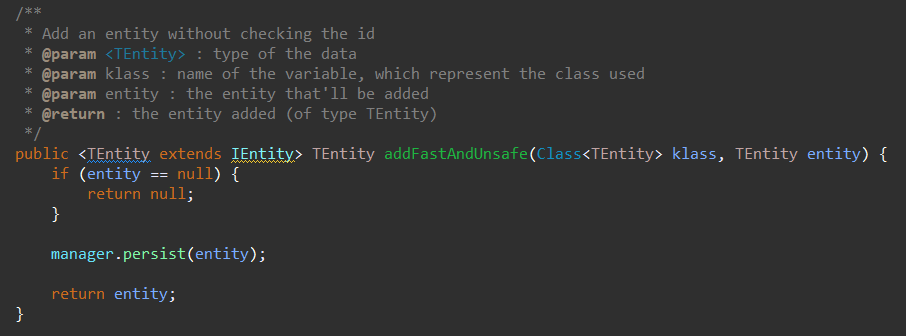 /**
 * Add an entity without checking the id
 * @param <TEntity> : type of the data
 * @param klass : name of the variable, which represent the class used
 * @param entity : the entity that'll be added
 * @return : the entity added (of type TEntity)
 */
public <TEntity extends IEntity> TEntity addFastAndUnsafe(Class<TEntity> klass, TEntity entity) {
    if (entity == null) {
        return null;
    }

    manager.persist(entity);

    return entity;
}